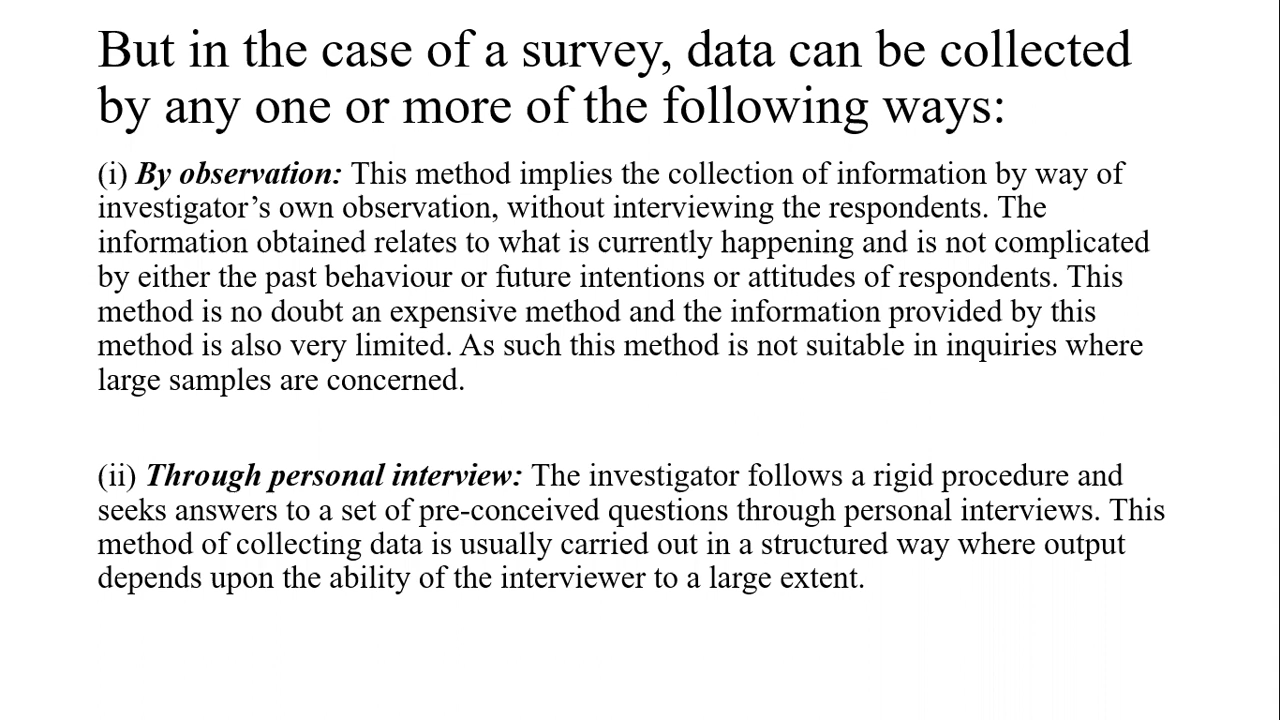 But in the case of a survey, data can be collected
by any one or more of the following ways:
(i) By observation: This method implies the collection of information by way of
investigator’s own observation, without interviewing the respondents. The
information obtained relates to what is currently happening and is not complicated
by either the past behaviour or future intentions or attitudes of respondents. This
method is no doubt an expensive method and the information provided by this
method is also very limited. As such this method is not suitable in inquiries where
large samples are concerned.
(ii) Through personal interview: The investigator follows a rigid procedure and
seeks answers to a set of pre-conceived questions through personal interviews. This
method of collecting data is usually carried out in a structured way where output
depends upon the ability of the interviewer to a large extent.